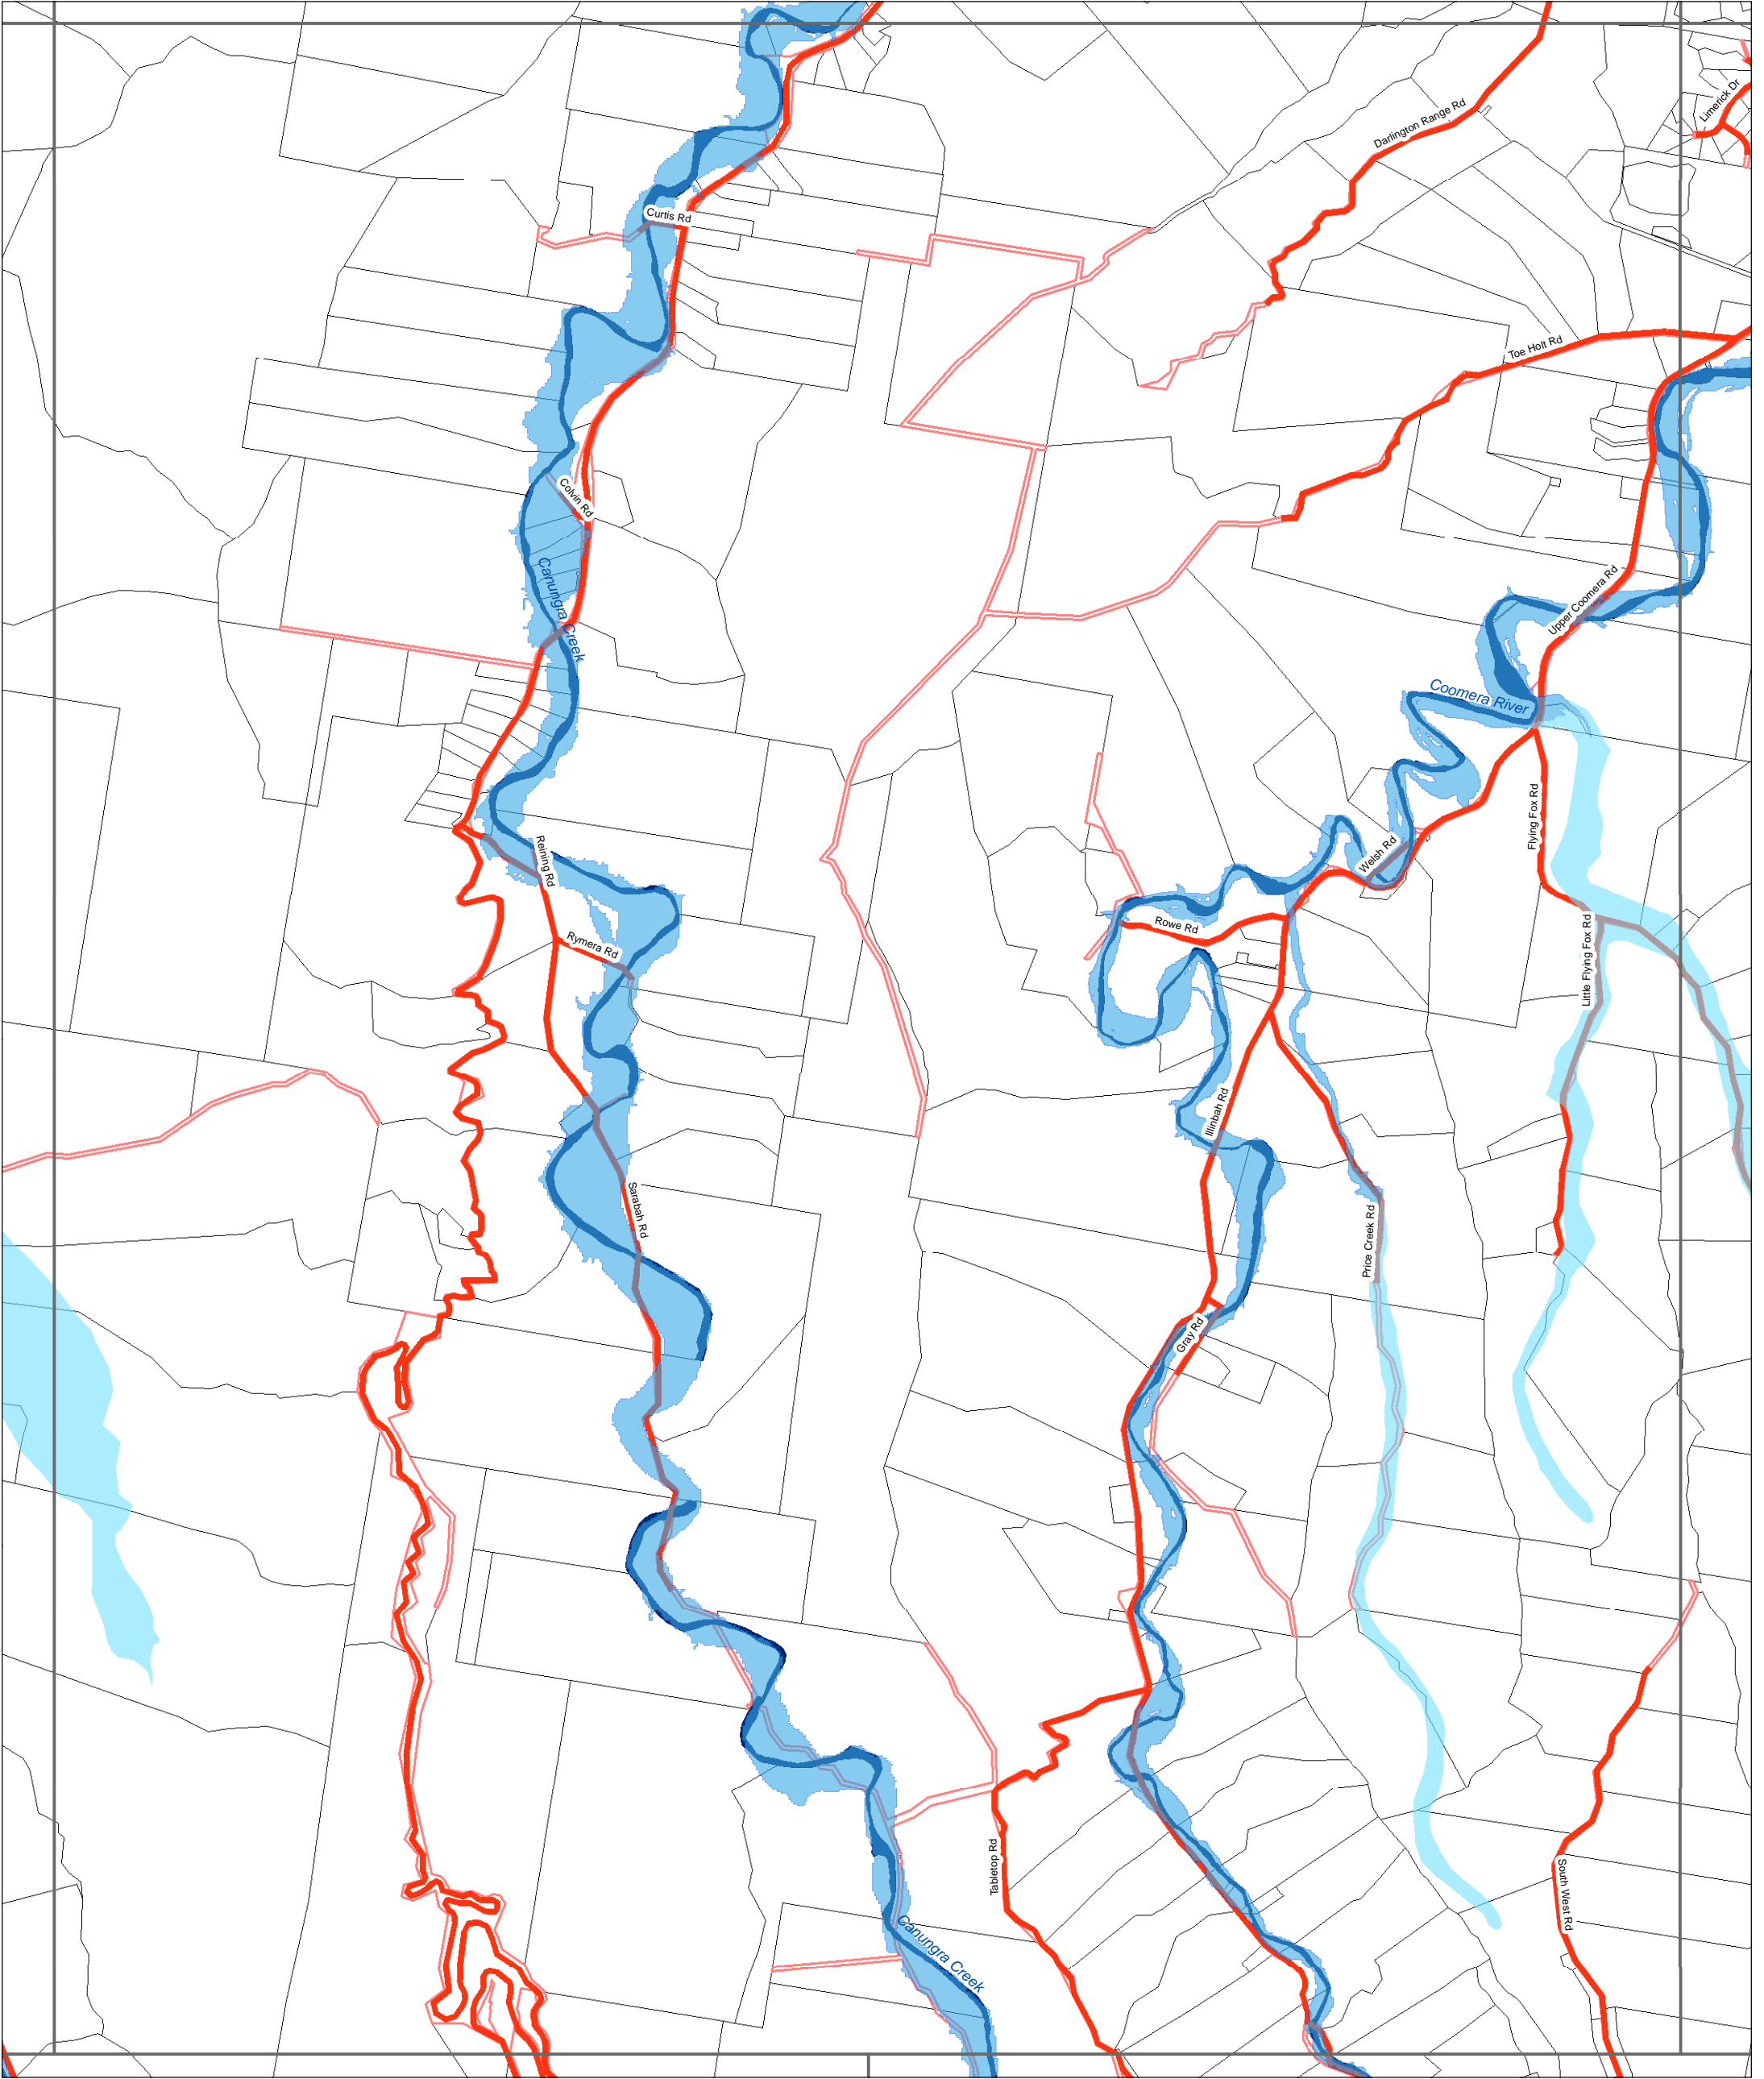 Limerick Dr
Darlington Range Rd
Curtis Rd
Toe Holt Rd
Colvin Rd
Canungra Creek
Upper Coomera Rd
Coomera River
Flying Fox Rd
Welsh Rd
Reining Rd
Rowe Rd
Rymera Rd
Little Flying Fox Rd
Illinbah Rd
Sarabah Rd
Price Creek Rd
Gray Rd
Tabletop Rd
South West Rd
Canungra Creek